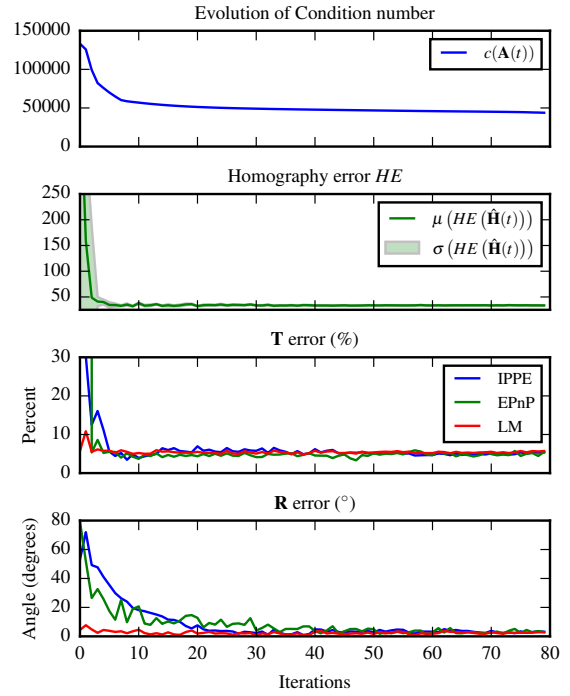 Evolution of Condition number
150000
100000
50000
0
c(A(t))
Homography error HE
250
200
150
100
50
μ (HE (Ĥ(t)))
σ (HE (Ĥ(t)))
T error (%)
Percent
30
20
10
0
IPPE
EPnP
LM
R error (°)
Angle (degrees)
80
60
40
20
0
0 10 20 30 40 50 60 70 80
Iterations